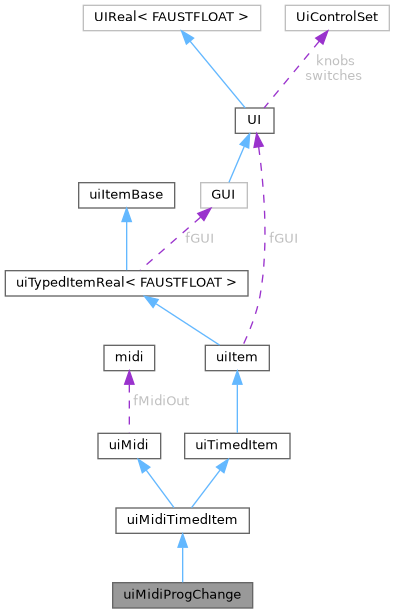 UIReal< FAUSTFLOAT >
UiControlSet
knobs
switches
UI
uiItemBase
GUI
fGUI
fGUI
uiTypedItemReal< FAUSTFLOAT >
midi
uiItem
fMidiOut
uiMidi
uiTimedItem
uiMidiTimedItem
uiMidiProgChange